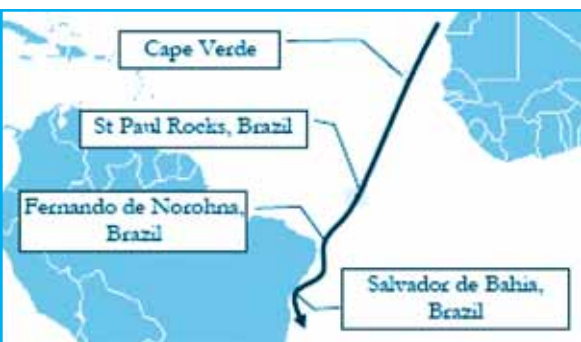 Cape Verde
St Paul Rocks, Brazil
Fernando de Norohna,
Brazil
Salvador de Bahia,
Brazil